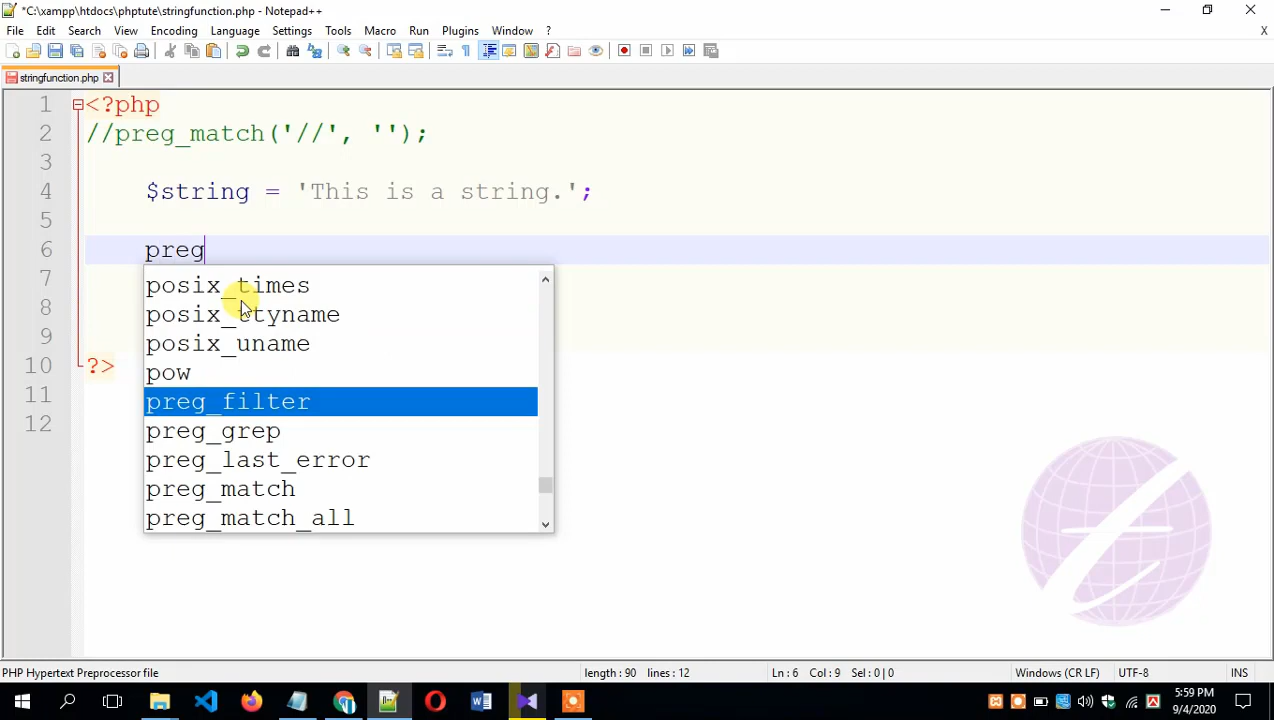 *C:\xampp\htdocs\phptute\stringfunction.php - Notepad++
File Edit Search View Encoding Language Settings Tools Macro Run Plugins Window ? X
stringfunction.php
1 <?php
2 //preg_match('//', '');
3
4 $string = 'This is a string.';
5
6 preg
7 posix_times
8 posix_ttyname
9 posix_uname
10 ?> pow
11 preg_filter
12 preg_grep
preg_last_error
preg_match
preg_match_all
PHP Hypertext Preprocessor file length : 90 lines : 12 Ln : 6 Col : 9 Sel : 0 | 0 Windows (CR LF) UTF-8 INS
5:59 PM
9/4/2020